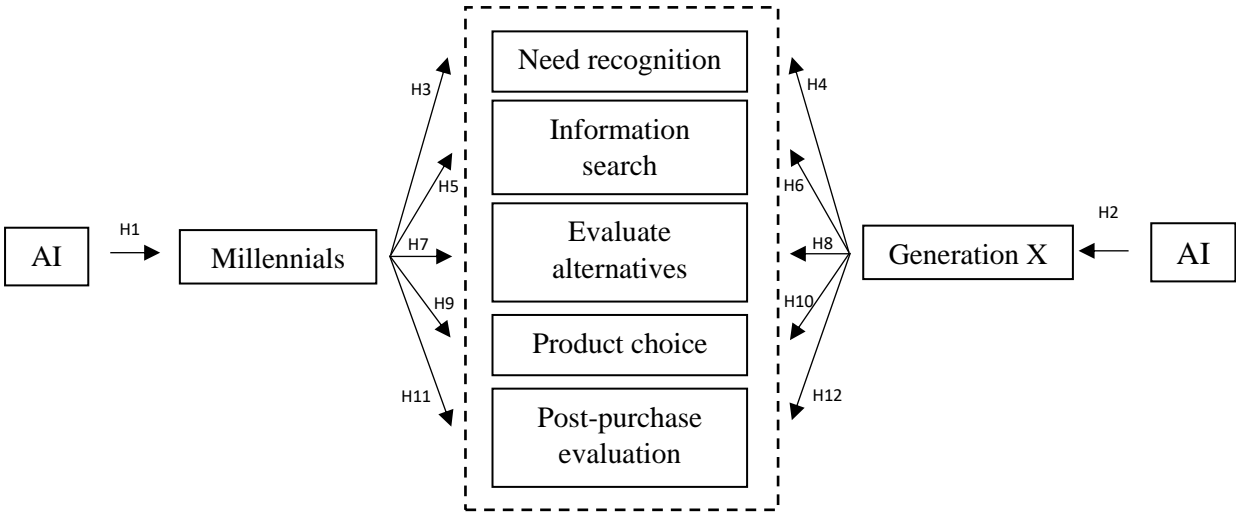 Need recognition
H3
H4
Information
search
H5
H6
AI
H1
Millennials
H7
Evaluate
alternatives
H8
Generation X
H2
AI
H9
H10
Product choice
H11
H12
Post-purchase
evaluation